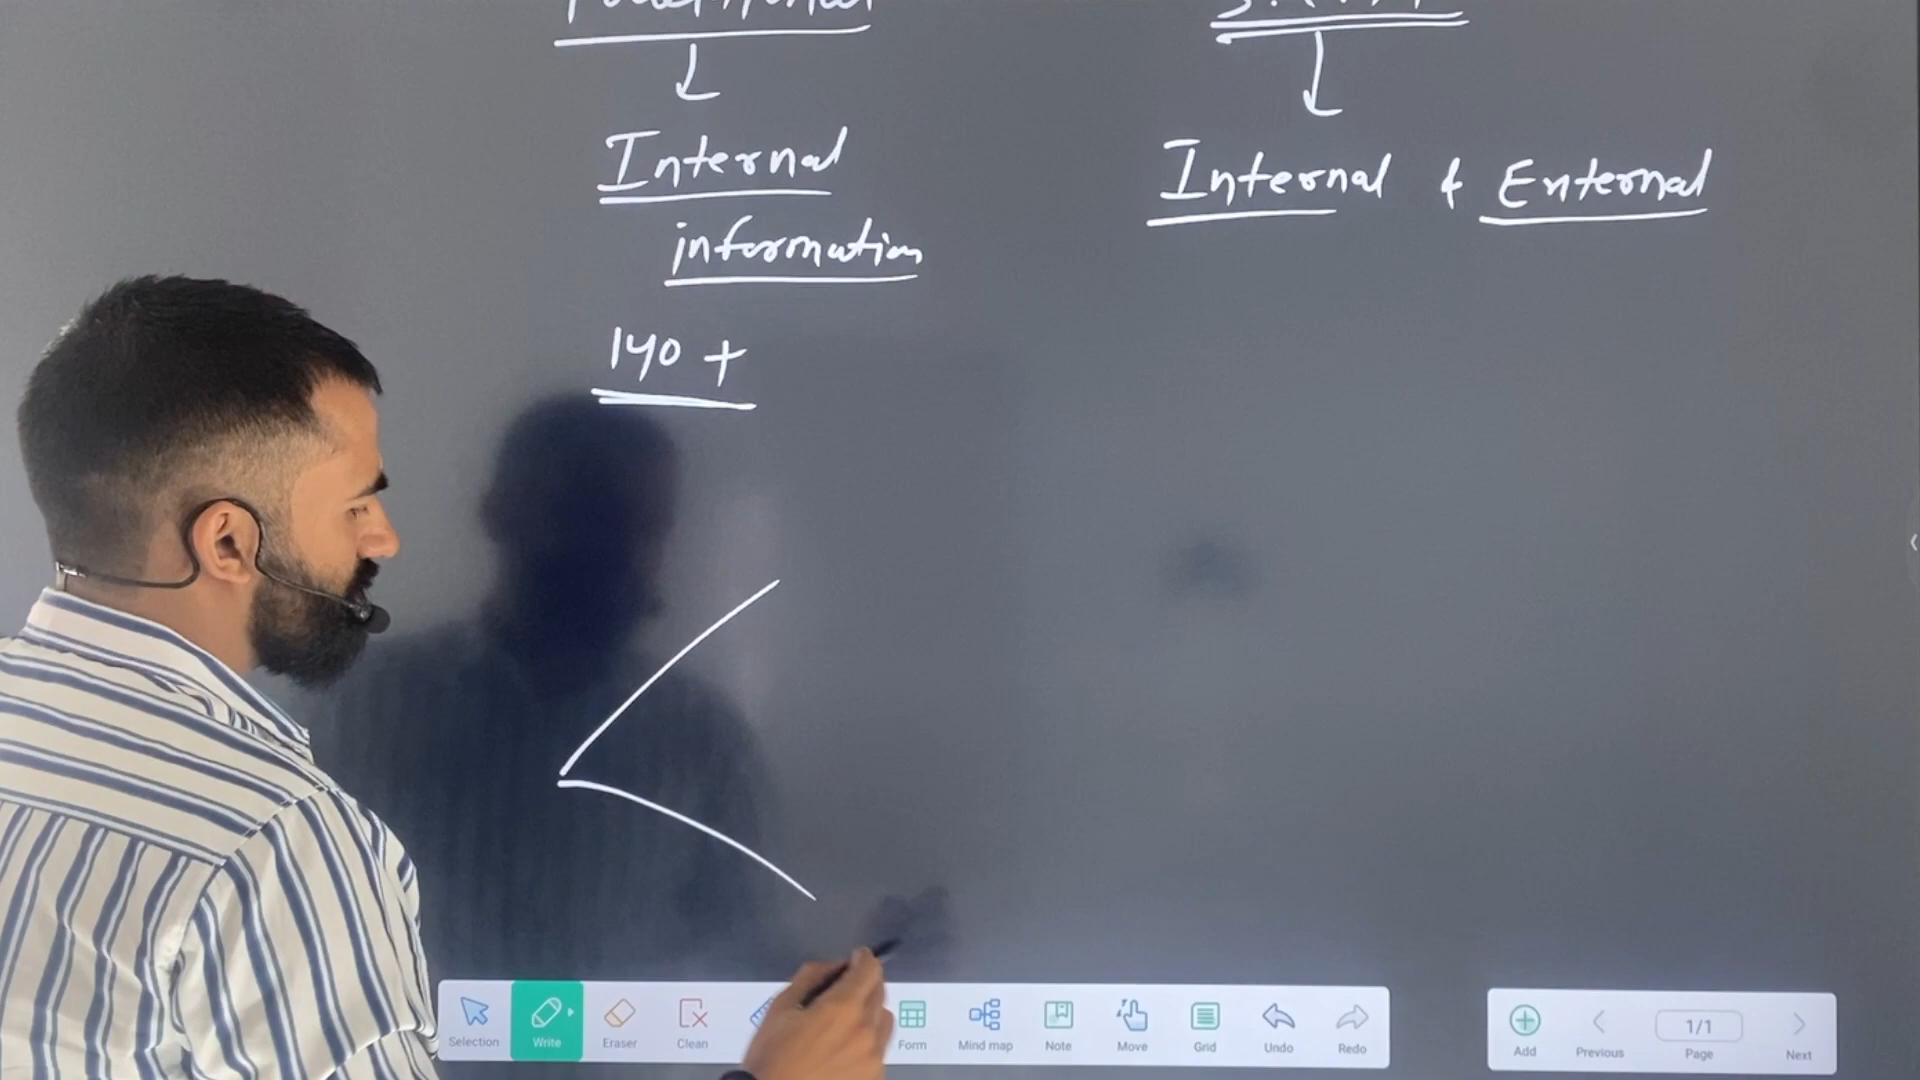 Internal
information
140 +
Internal & External
Selection
Write
Eraser
Clean
Form
Mind map
Note
Move
Grid
Undo
Redo
Add
Previous
1/1
Page
Next